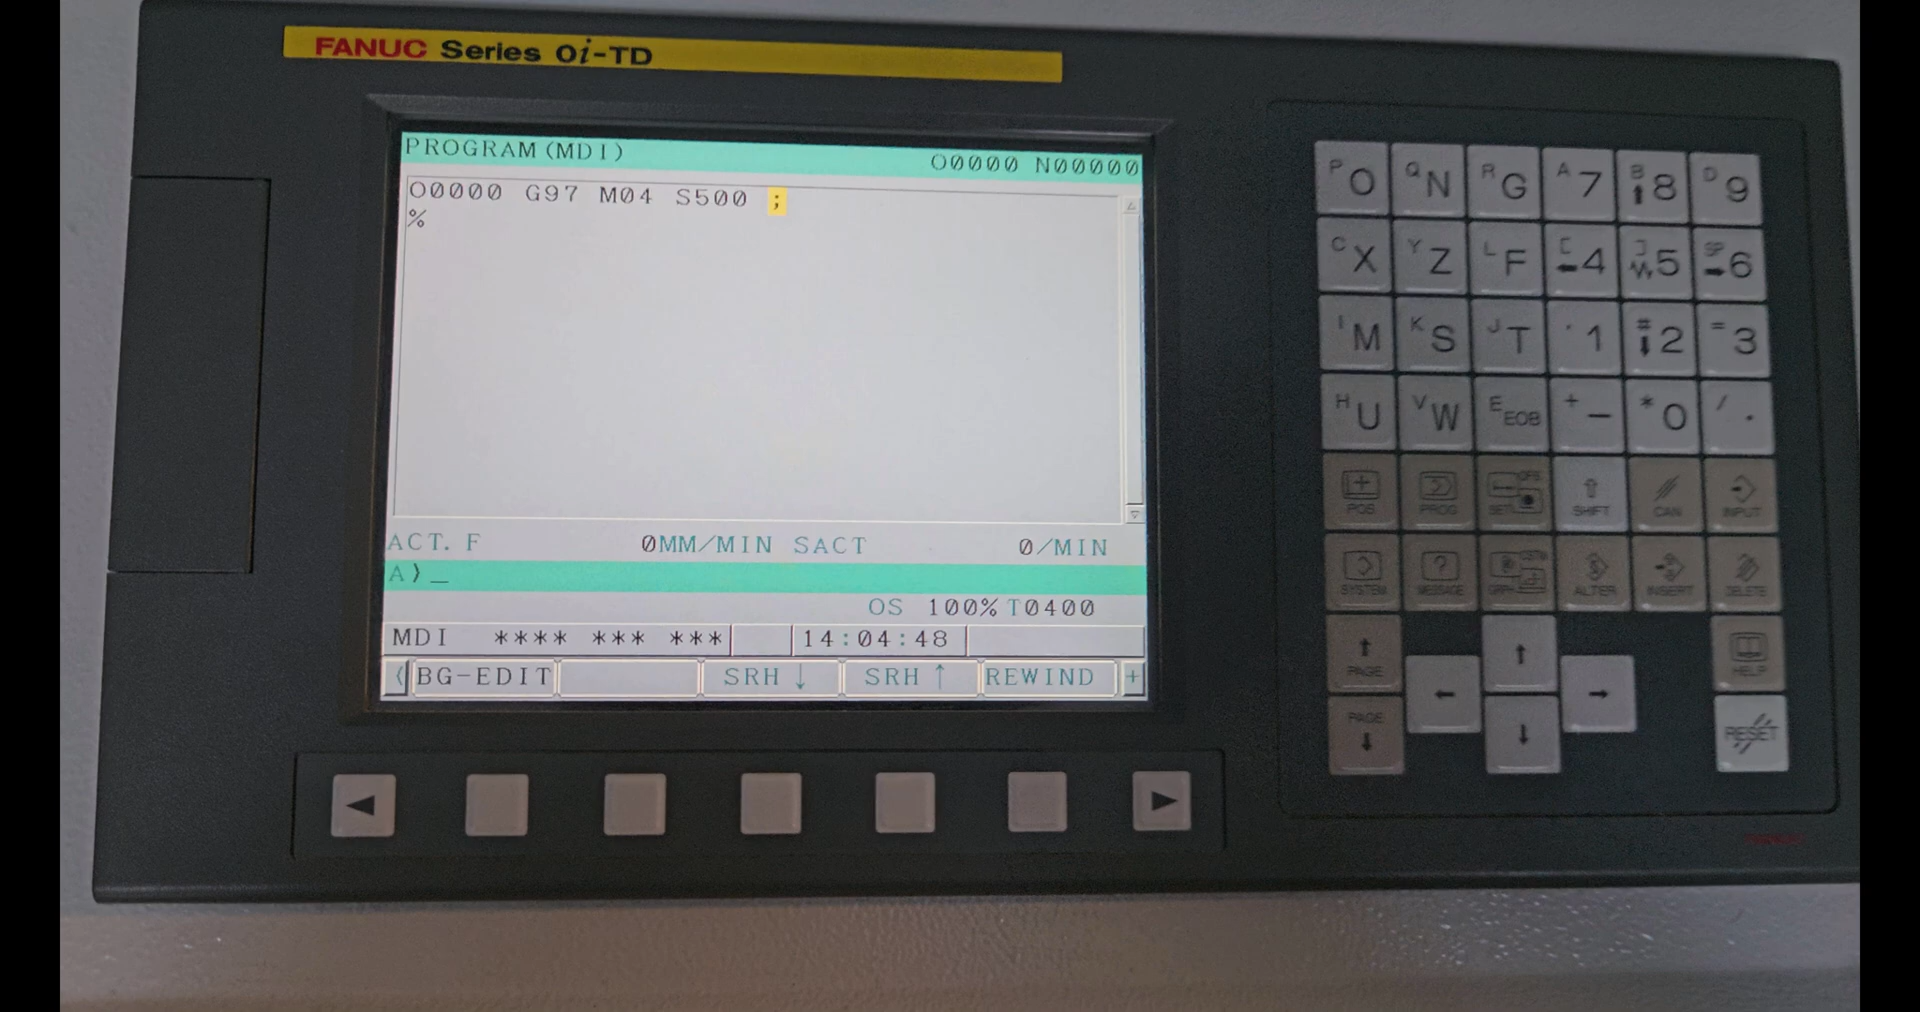 FANUC Series 0i-TD
PROGRAM(MDI) O0000 N00000
O0000 G97 M04 S500 ;
%
ACT. F 0MM/MIN SACT 0/MIN
A)_
OS 100% T0400
MDI **** *** *** 14:04:48
⟨ BG-EDIT SRH ↓ SRH ↑ REWIND +
P O Q N R G A 7 B ↑ 8 D 9
C X Y Z L F [ ← 4 ] 5 SP → 6
I M K S J T , 1 # ↓ 2 = 3
H U V W E EOB + - * 0 / .
POS PROG OFS SET SHIFT CAN INPUT
SYSTEM MESSAGE CSTM GRPH ALTER INSERT DELETE
↑ PAGE ↑ HELP
← →
PAGE ↓ ↓ RESET